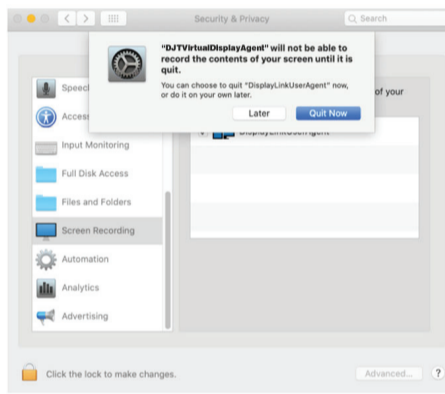 Security & Privacy
Search
"DJTVirtualDisplayAgent" will not be able to
record the contents of your screen until it is
quit.
You can choose to quit "DisplayLinkUserAgent" now,
or do it on your own later.
Later
Quit Now
of your
DisplayLinkUserAgent
Input Monitoring
Full Disk Access
Files and Folders
Screen Recording
Automation
Analytics
Advertising
Click the lock to make changes.
Advanced...
?